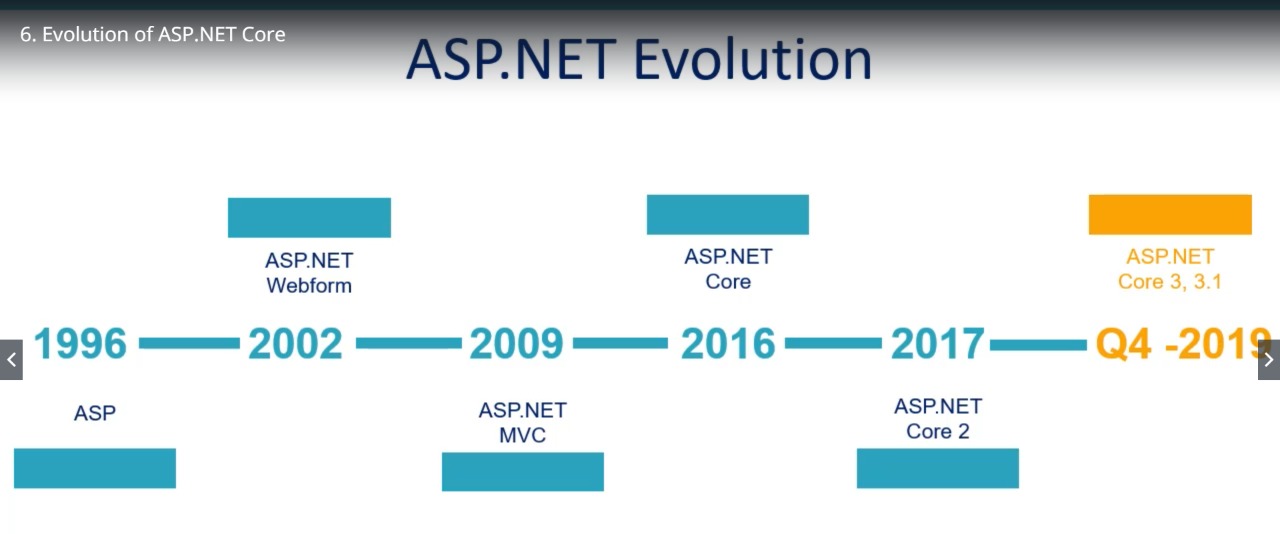 6. Evolution of ASP.NET Core
ASP.NET Evolution
ASP.NET
Webform
ASP.NET
Core
ASP.NET
Core 3, 3.1
1996
2002
2009
2016
2017
Q4 -2019
ASP
ASP.NET
MVC
ASP.NET
Core 2